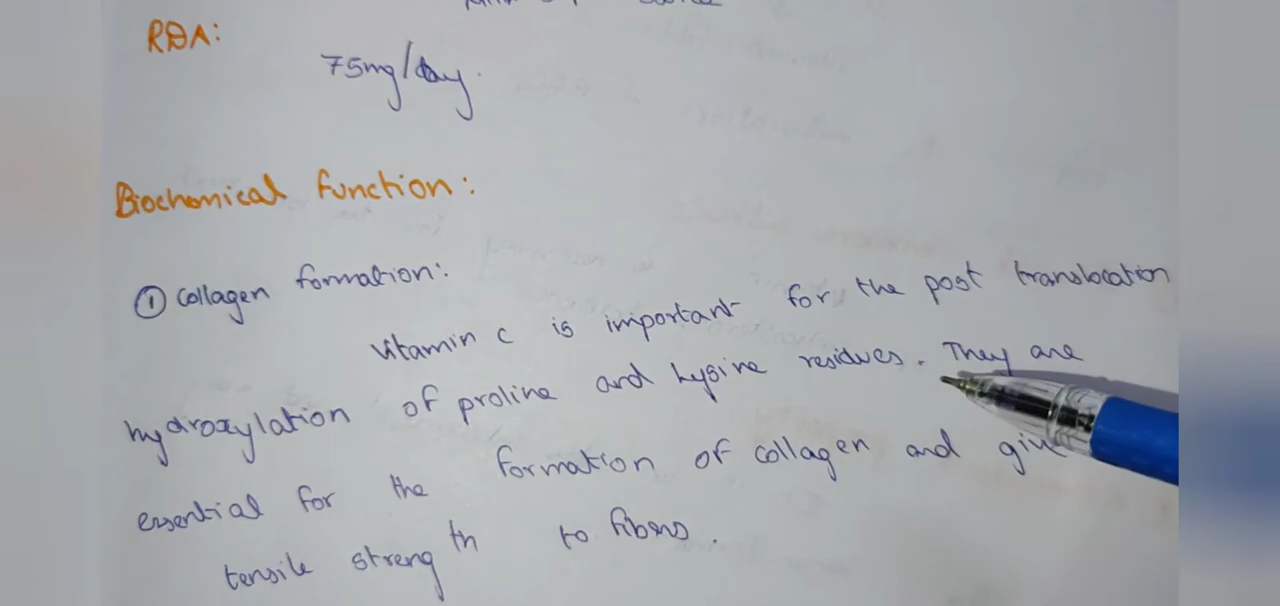 RDA:
75mg/day.
Biochemical function:
① Collagen formation:
Vitamin c is important for the post translocation
hydroxylation of proline and lysine residues. They are
essential for the formation of collagen and give
tensile strength to fibers.